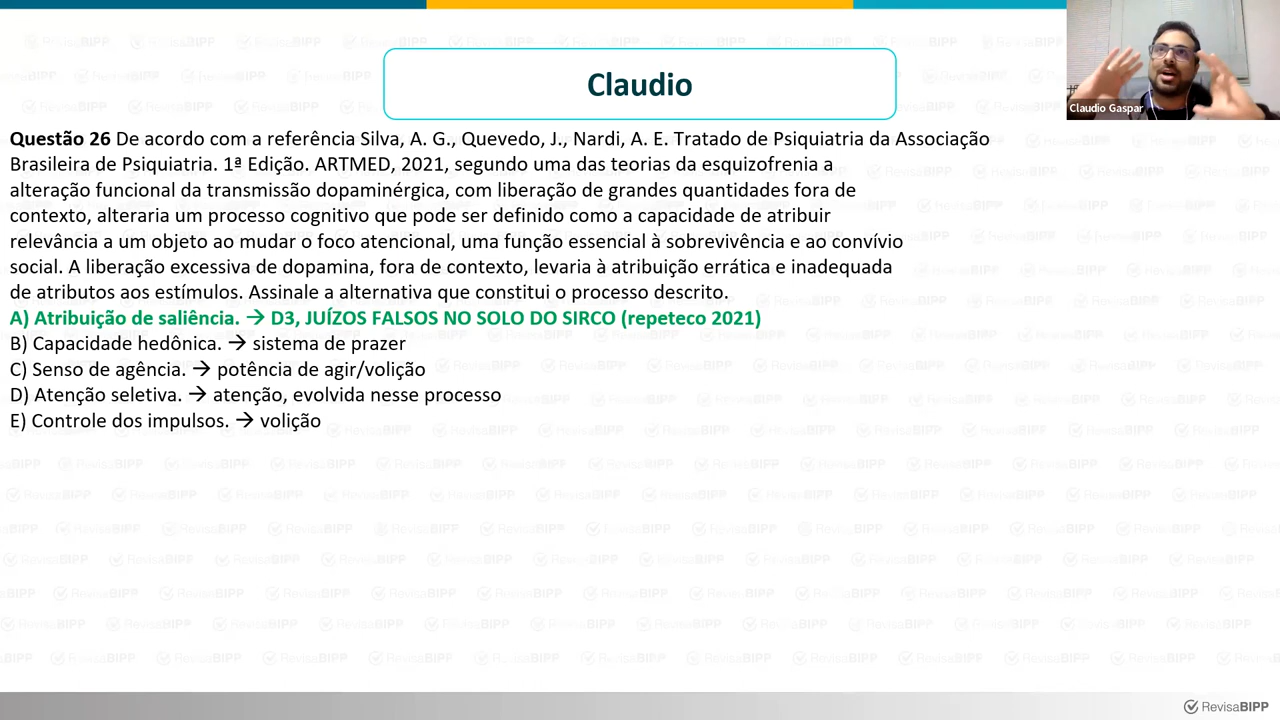 Claudio
Claudio Gaspar
Questão 26 De acordo com a referência Silva, A. G., Quevedo, J., Nardi, A. E. Tratado de Psiquiatria da Associação
Brasileira de Psiquiatria. 1ª Edição. ARTMED, 2021, segundo uma das teorias da esquizofrenia a
alteração funcional da transmissão dopaminérgica, com liberação de grandes quantidades fora de
contexto, alteraria um processo cognitivo que pode ser definido como a capacidade de atribuir
relevância a um objeto ao mudar o foco atencional, uma função essencial à sobrevivência e ao convívio
social. A liberação excessiva de dopamina, fora de contexto, levaria à atribuição errática e inadequada
de atributos aos estímulos. Assinale a alternativa que constitui o processo descrito.
A) Atribuição de saliência. → D3, JUÍZOS FALSOS NO SOLO DO SIRCO (repeteco 2021)
B) Capacidade hedônica. → sistema de prazer
C) Senso de agência. → potência de agir/volição
D) Atenção seletiva. → atenção, evolvida nesse processo
E) Controle dos impulsos. → volição
RevisaBIPP